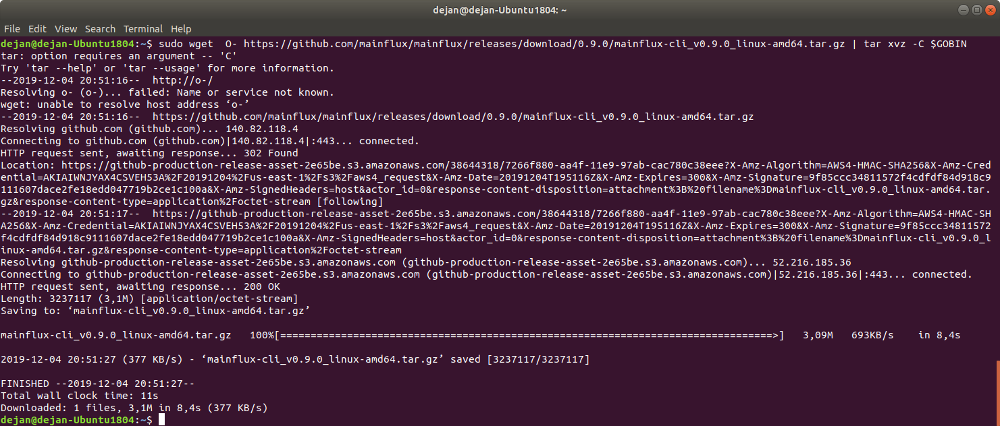 dejan@dejan-Ubuntu1804: ~
File Edit View Search Terminal Help
dejan@dejan-Ubuntu1804:~$ sudo wget  O- https://github.com/mainflux/mainflux/releases/download/0.9.0/mainflux-cli_v0.9.0_linux-amd64.tar.gz | tar xvz -C $GOBIN
tar: option requires an argument -- 'C'
Try 'tar --help' or 'tar --usage' for more information.
--2019-12-04 20:51:16--  http://o-/
Resolving o- (o-)... failed: Name or service not known.
wget: unable to resolve host address ‘o-’
--2019-12-04 20:51:16--  https://github.com/mainflux/mainflux/releases/download/0.9.0/mainflux-cli_v0.9.0_linux-amd64.tar.gz
Resolving github.com (github.com)... 140.82.118.4
Connecting to github.com (github.com)|140.82.118.4|:443... connected.
HTTP request sent, awaiting response... 302 Found
Location: https://github-production-release-asset-2e65be.s3.amazonaws.com/38644318/7266f880-aa4f-11e9-97ab-cac780c38eee?X-Amz-Algorithm=AWS4-HMAC-SHA256&X-Amz-Cred
ential=AKIAIWNJYAX4CSVEH53A%2F20191204%2Fus-east-1%2Fs3%2Faws4_request&X-Amz-Date=20191204T195116Z&X-Amz-Expires=300&X-Amz-Signature=9f85ccc34811572f4cdfdf84d918c9
111607dace2fe18edd047719b2ce1c100a&X-Amz-SignedHeaders=host&actor_id=0&response-content-disposition=attachment%3B%20filename%3Dmainflux-cli_v0.9.0_linux-amd64.tar.
gz&response-content-type=application%2Foctet-stream [following]
--2019-12-04 20:51:17--  https://github-production-release-asset-2e65be.s3.amazonaws.com/38644318/7266f880-aa4f-11e9-97ab-cac780c38eee?X-Amz-Algorithm=AWS4-HMAC-SH
A256&X-Amz-Credential=AKIAIWNJYAX4CSVEH53A%2F20191204%2Fus-east-1%2Fs3%2Faws4_request&X-Amz-Date=20191204T195116Z&X-Amz-Expires=300&X-Amz-Signature=9f85ccc34811572
f4cdfdf84d918c9111607dace2fe18edd047719b2ce1c100a&X-Amz-SignedHeaders=host&actor_id=0&response-content-disposition=attachment%3B%20filename%3Dmainflux-cli_v0.9.0_l
inux-amd64.tar.gz&response-content-type=application%2Foctet-stream
Resolving github-production-release-asset-2e65be.s3.amazonaws.com (github-production-release-asset-2e65be.s3.amazonaws.com)... 52.216.185.36
Connecting to github-production-release-asset-2e65be.s3.amazonaws.com (github-production-release-asset-2e65be.s3.amazonaws.com)|52.216.185.36|:443... connected.
HTTP request sent, awaiting response... 200 OK
Length: 3237117 (3,1M) [application/octet-stream]
Saving to: ‘mainflux-cli_v0.9.0_linux-amd64.tar.gz’
mainflux-cli_v0.9.0_linux-amd64.tar.gz   100%[=================================================================================>]   3,09M   693KB/s    in 8,4s
2019-12-04 20:51:27 (377 KB/s) - ‘mainflux-cli_v0.9.0_linux-amd64.tar.gz’ saved [3237117/3237117]
FINISHED --2019-12-04 20:51:27--
Total wall clock time: 11s
Downloaded: 1 files, 3,1M in 8,4s (377 KB/s)
dejan@dejan-Ubuntu1804:~$